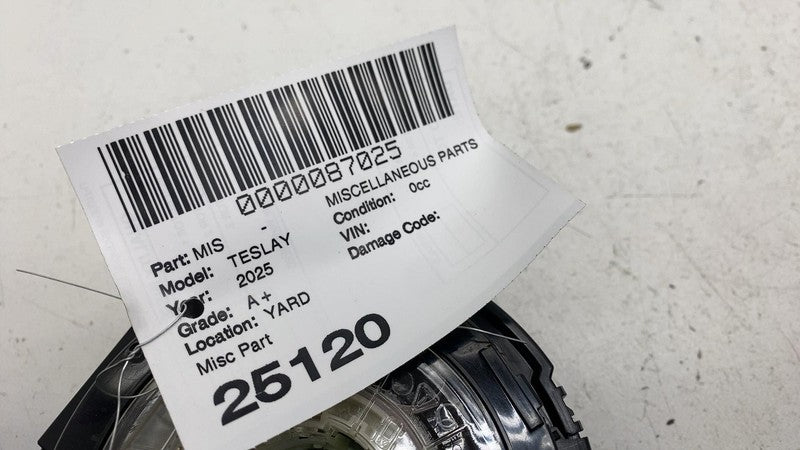 0000087025
Part: MIS - MISCELLANEOUS PARTS
Model: TESLAY Condition: 0cc
Year: 2025 VIN:
Grade: A+ Damage Code:
Location: YARD
Misc Part
25120